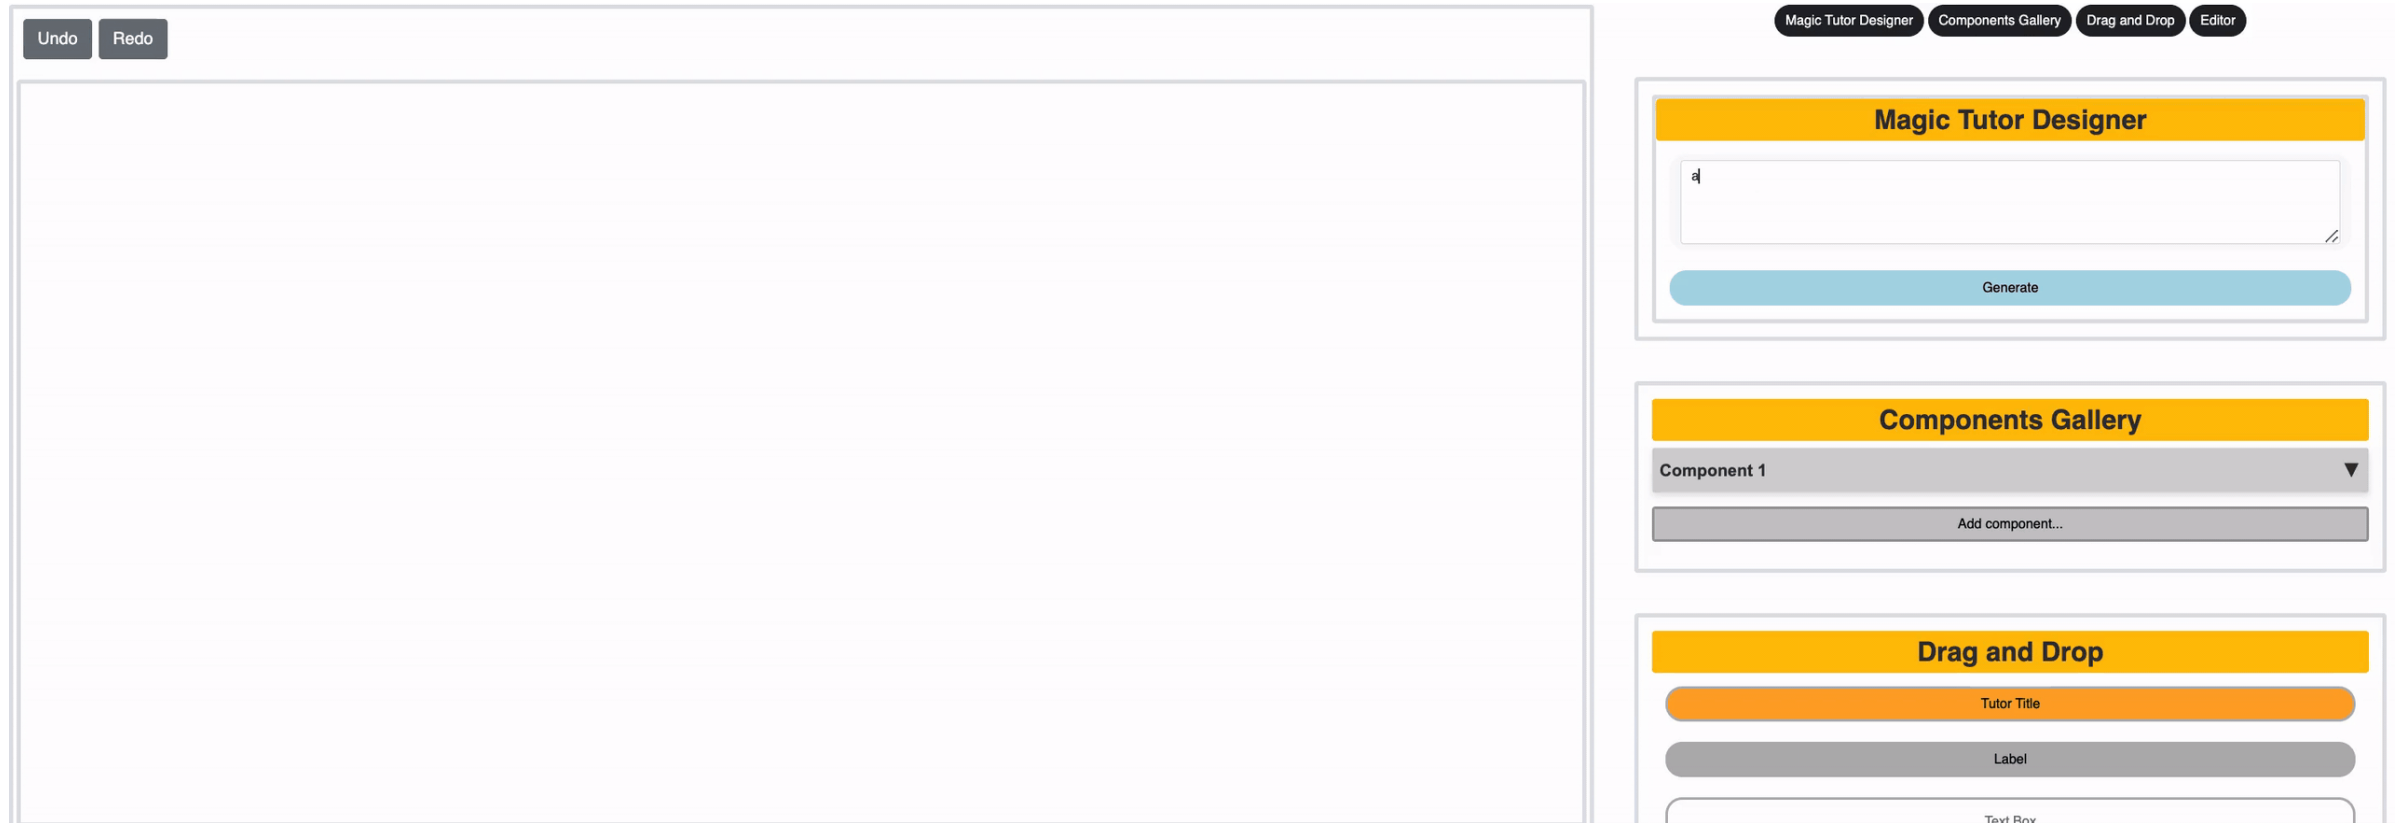 Undo Redo
Magic Tutor Designer Components Gallery Drag and Drop Editor
Magic Tutor Designer
a
Generate
Components Gallery
Component 1 ▼
Add component...
Drag and Drop
Tutor Title
Label
Text Box